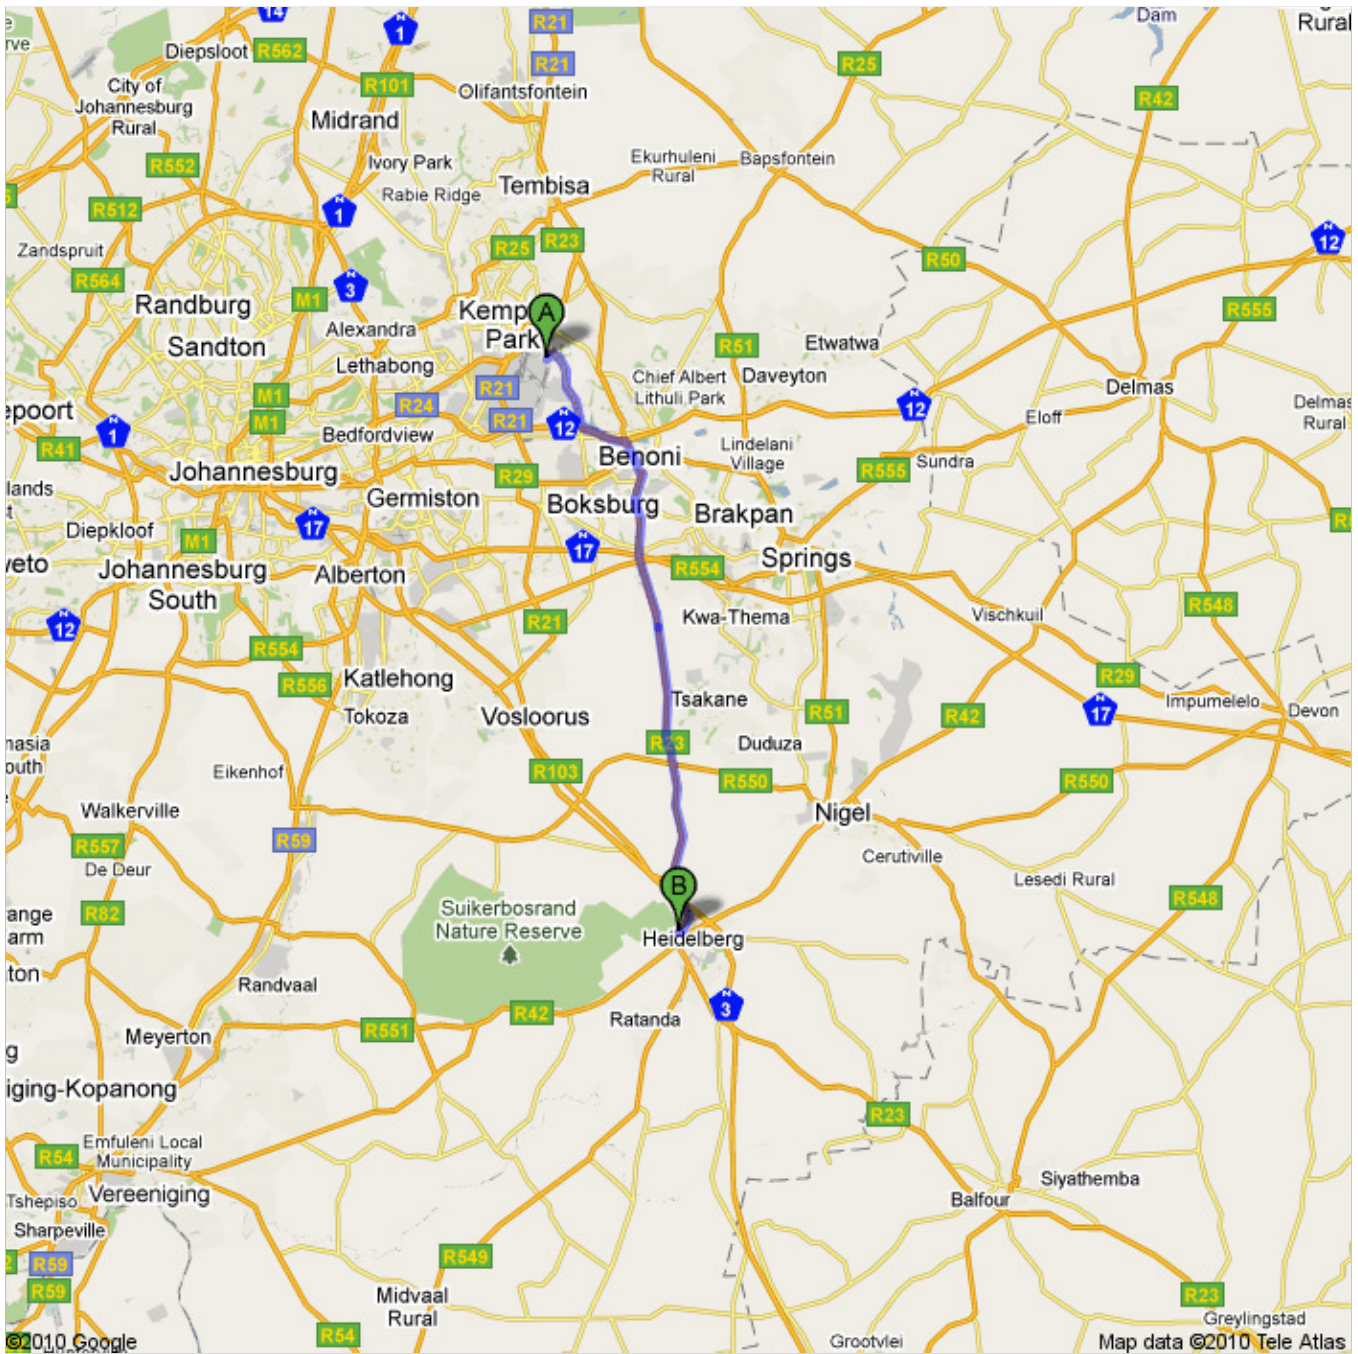 14
N
1
R21
Dam
Rural
Diepsloot
R562
R21
R25
rve
City of
Johannesburg
Rural
R101
Olifantsfontein
R42
Midrand
R552
Ivory Park
Ekurhuleni
Rural
Bapsfontein
Rabie Ridge
Tembisa
R512
N
1
N
12
Zandspruit
R25
R23
R50
R564
N
3
M1
R555
Randburg
Kemp
Park
A
Alexandra
Sandton
R51
Etwatwa
Lethabong
Chief Albert
Lithuli Park
Daveyton
Delmas
R21
M1
R24
N
12
Delmas
Rural
epoort
R21
N
12
Eloff
N
1
M1
Bedfordview
Lindelani
Village
R41
Benoni
Sundra
Johannesburg
R29
R555
lands
Germiston
Boksburg
Brakpan
Diepkloof
N
17
M1
N
17
Springs
weto
Johannesburg
South
Alberton
R554
R548
N
12
R21
Kwa-Thema
Vischkuil
R554
R556
Katlehong
R29
Tsakane
Impumelelo
Tokoza
Vosloorus
R51
R42
N
17
Devon
R23
Duduza
Eikenhof
R103
R550
R550
Walkerville
Nigel
R59
R557
De Deur
Cerutiville
Lesedi Rural
B
R548
R82
Suikerbosrand
Nature Reserve
Heidelberg
Randvaal
N
3
R42
Ratanda
R551
Meyerton
iging-Kopanong
R23
Emfuleni Local
Municipality
R54
Siyathemba
Vereeniging
Tshepiso
Balfour
Sharpeville
R59
R549
R59
Midvaal
Rural
R23
Greylingstad
R54
©2010 Google
Grootvlei
Map data ©2010 Tele Atlas